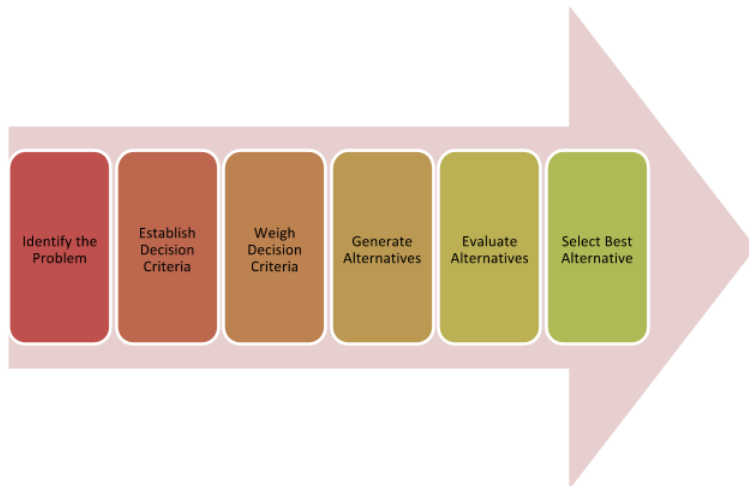 Identify the
Problem
Establish
Decision
Criteria
Weigh
Decision
Criteria
Generate
Alternatives
Evaluate
Alternatives
Select Best
Alternative